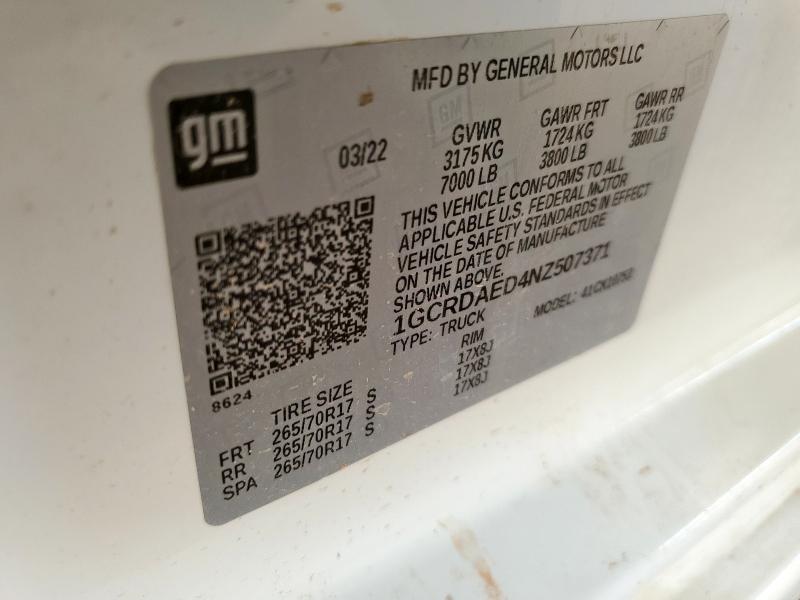 MFD BY GENERAL MOTORS LLC
gm
03/22
GVWR GAWR FRT GAWR RR
3175 KG 1724 KG 1724 KG
7000 LB 3800 LB 3800 LB
THIS VEHICLE CONFORMS TO ALL
APPLICABLE U.S. FEDERAL MOTOR
VEHICLE SAFETY STANDARDS IN EFFECT
ON THE DATE OF MANUFACTURE
SHOWN ABOVE.
1GCRDAED4NZ507371
TYPE: TRUCK MODEL:
8624
TIRE SIZE RIM
FRT 265/70R17 S 17X8J
RR 265/70R17 S 17X8J
SPA 265/70R17 S 17X8J